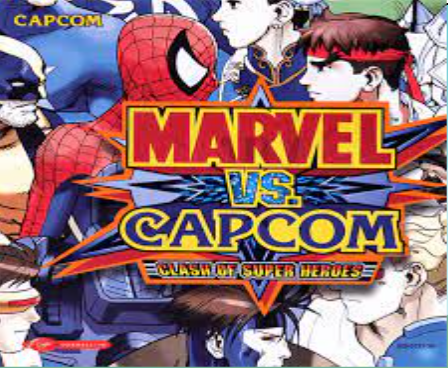 CAPCOM
MARVEL
VS.
CAPCOM
CLASH OF SUPER HEROES